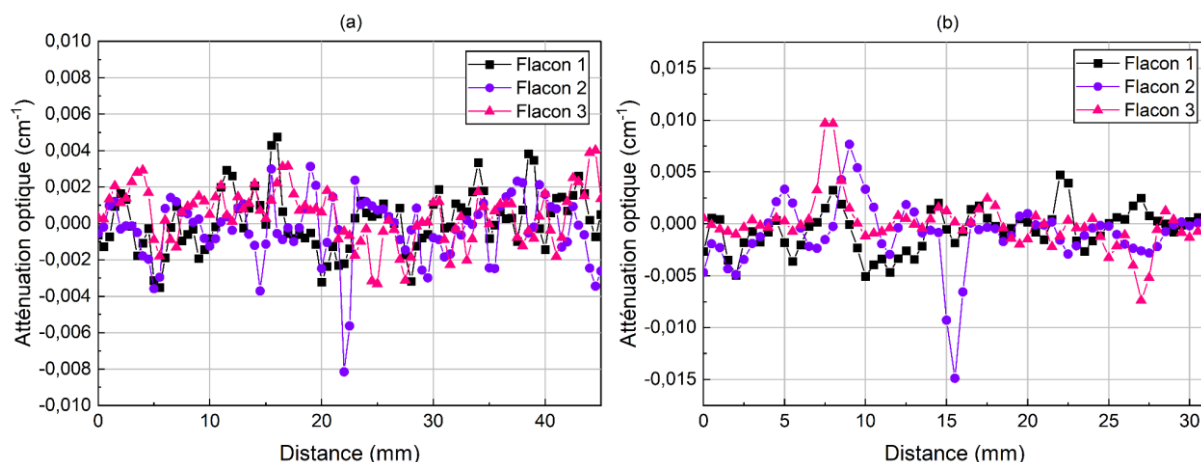 (a)
Atténuation optique (cm⁻¹)
0,010
0,008
0,006
0,004
0,002
0,000
-0,002
-0,004
-0,006
-0,008
-0,010
Flacon 1
Flacon 2
Flacon 3
0 10 20 30 40
Distance (mm)
(b)
Atténuation optique (cm⁻¹)
0,015
0,010
0,005
0,000
-0,005
-0,010
-0,015
Flacon 1
Flacon 2
Flacon 3
0 5 10 15 20 25 30
Distance (mm)